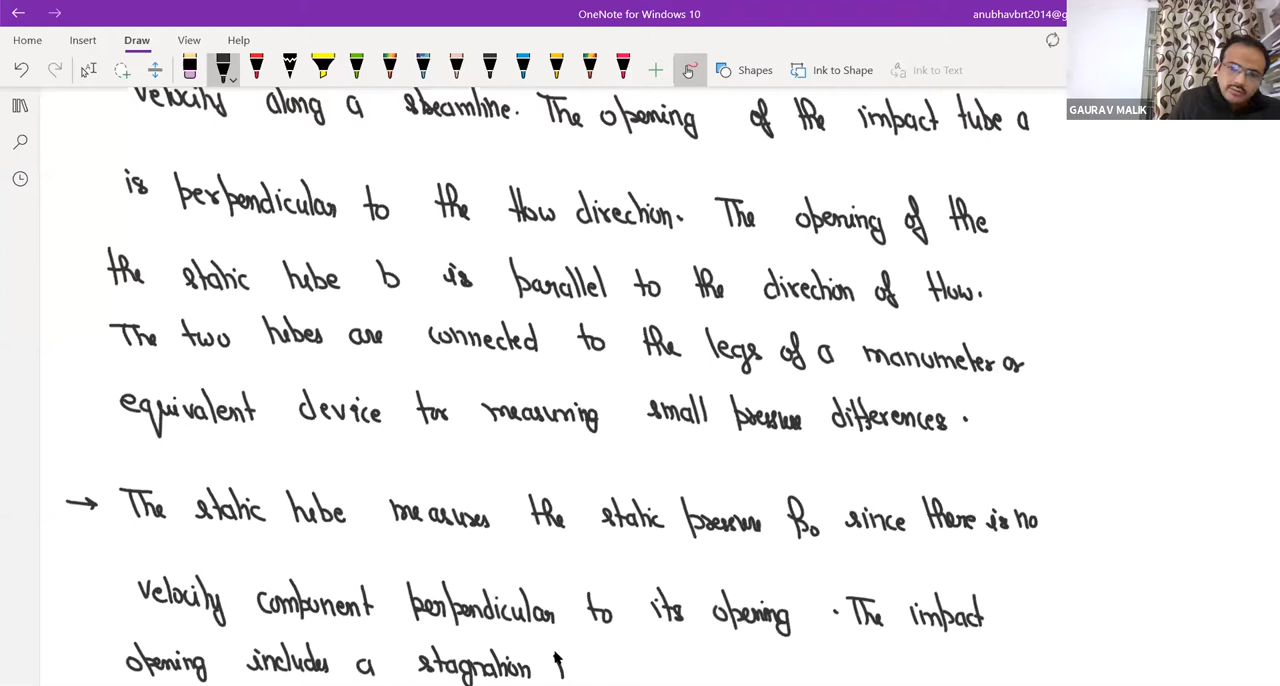 OneNote for Windows 10
anubhavbrt2014@g
Home Insert Draw View Help
Shapes Ink to Shape Ink to Text
GAURAV MALIK
velocity along a streamline. The opening of the impact tube a
is perpendicular to the flow direction. The opening of the
the static tube b is parallel to the direction of flow.
The two tubes are connected to the legs of a manometer or
equivalent device for measuring small pressure differences.
→ The static tube measures the static pressure p₀ since there is no
velocity component perpendicular to its opening. The impact
opening includes a stagnation